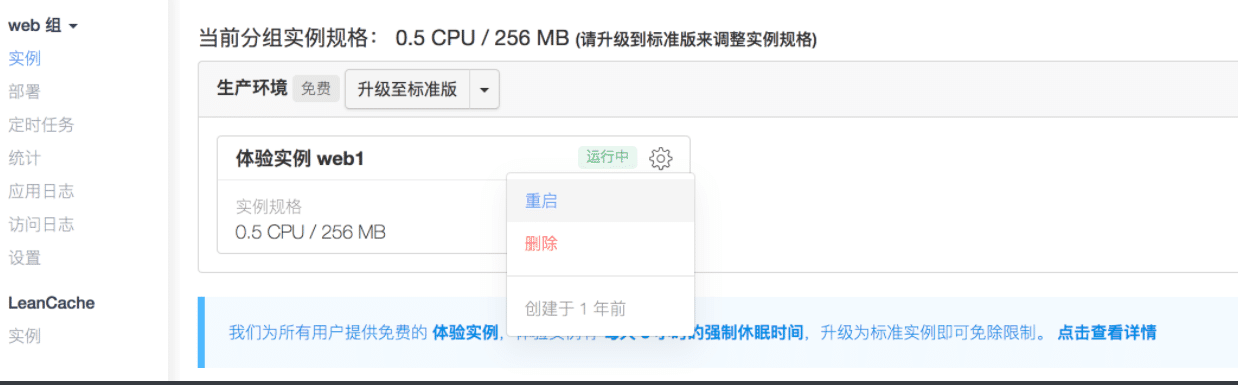 web 组
实例
部署
定时任务
统计
应用日志
访问日志
设置
LeanCache
实例
当前分组实例规格： 0.5 CPU / 256 MB (请升级到标准版来调整实例规格)
生产环境 免费 升级至标准版
体验实例 web1 运行中
实例规格
0.5 CPU / 256 MB
重启
删除
创建于 1 年前
我们为所有用户提供免费的 体验实例，的强制休眠时间，升级为标准实例即可免除限制。 点击查看详情